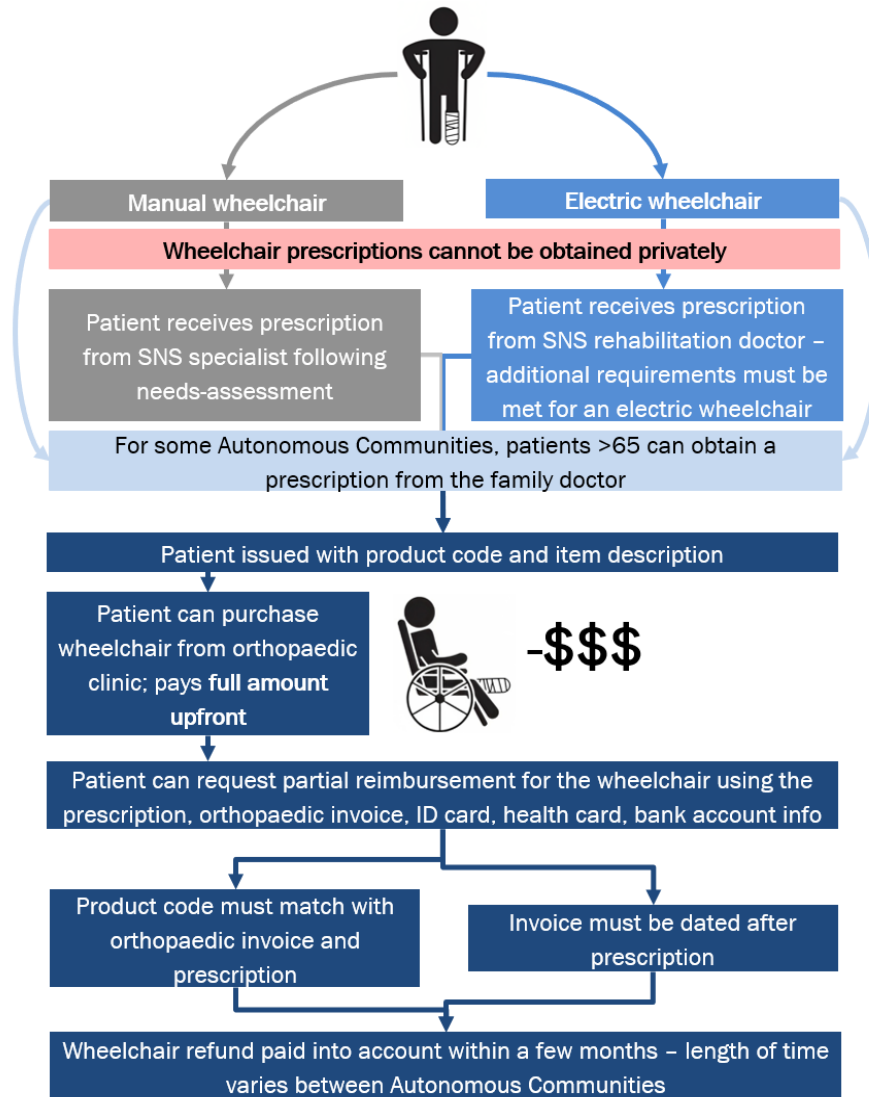 Manual wheelchair
Electric wheelchair
Wheelchair prescriptions cannot be obtained privately
Patient receives prescription
from SNS specialist following
needs-assessment
Patient receives prescription
from SNS rehabilitation doctor –
additional requirements must be
met for an electric wheelchair
For some Autonomous Communities, patients >65 can obtain a
prescription from the family doctor
Patient issued with product code and item description
Patient can purchase
wheelchair from orthopaedic
clinic; pays full amount
upfront
-$$$
Patient can request partial reimbursement for the wheelchair using the
prescription, orthopaedic invoice, ID card, health card, bank account info
Product code must match with
orthopaedic invoice and
prescription
Invoice must be dated after
prescription
Wheelchair refund paid into account within a few months – length of time
varies between Autonomous Communities